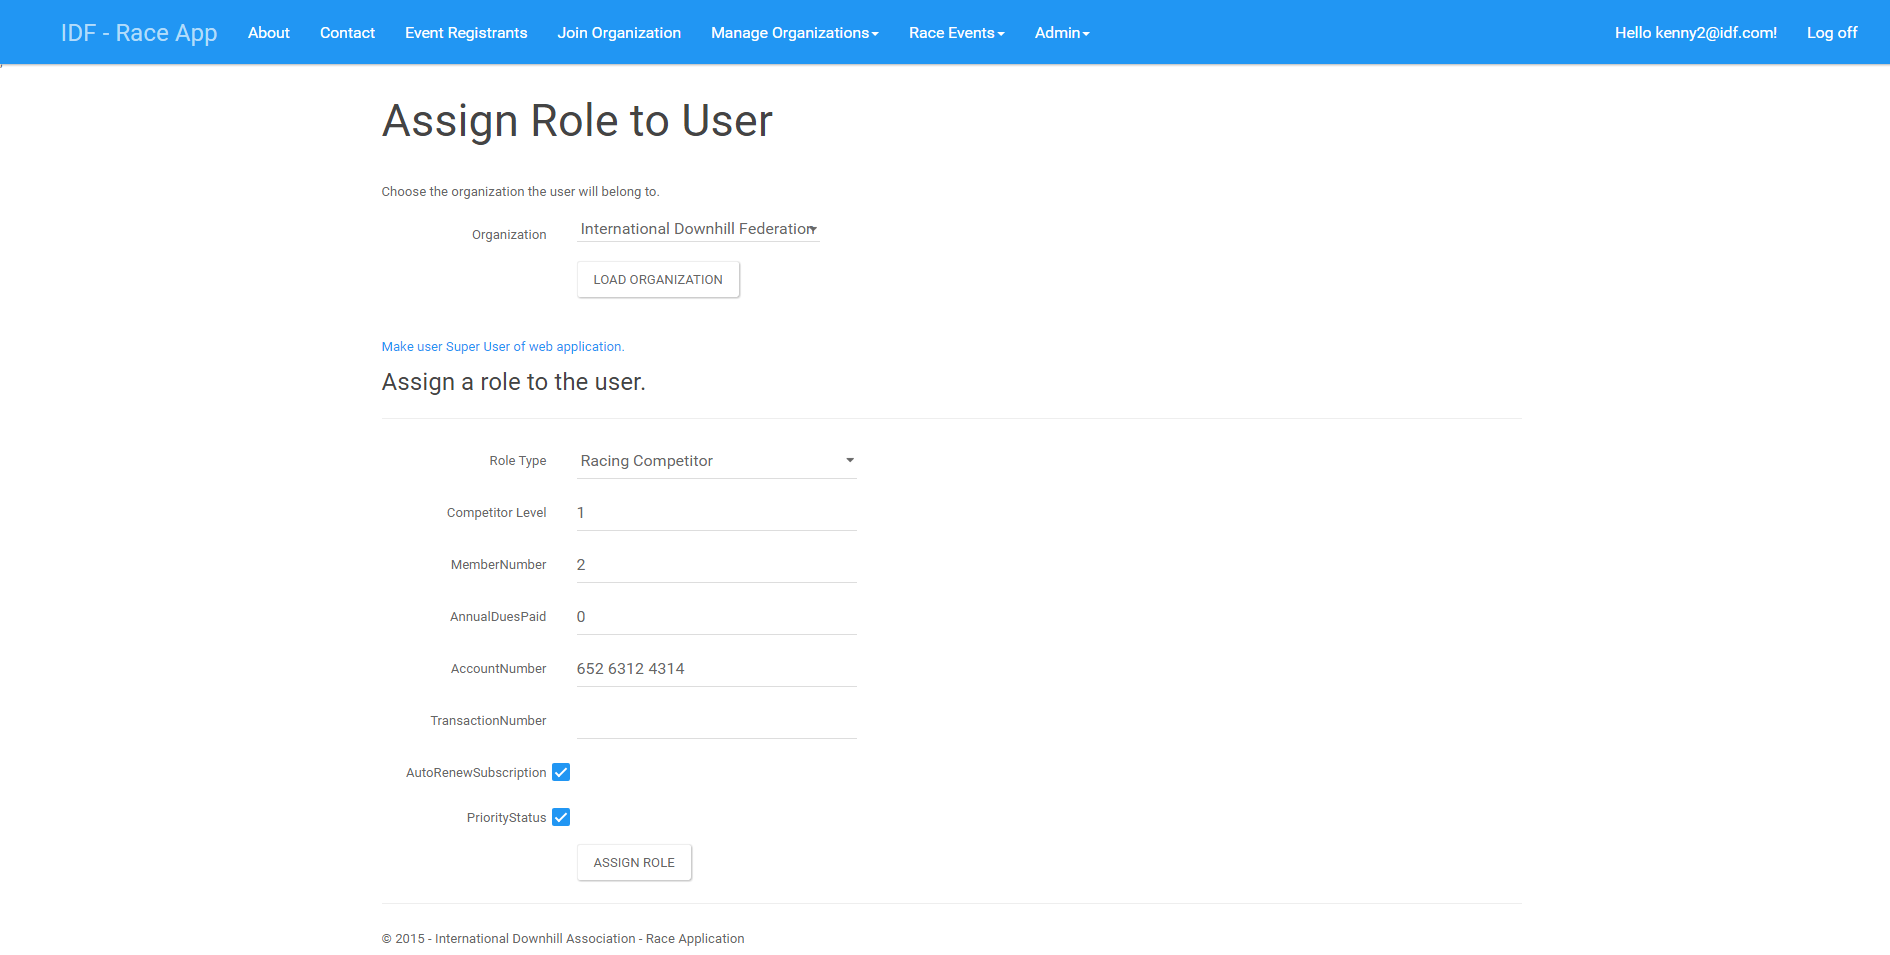 IDF - Race App About Contact Event Registrants Join Organization Manage Organizations Race Events Admin Hello kenny2@idf.com! Log off
Assign Role to User
Choose the organization the user will belong to.
Organization International Downhill Federation
LOAD ORGANIZATION
Make user Super User of web application.
Assign a role to the user.
Role Type Racing Competitor
Competitor Level 1
MemberNumber 2
AnnualDuesPaid 0
AccountNumber 652 6312 4314
TransactionNumber
AutoRenewSubscription
PriorityStatus
ASSIGN ROLE
© 2015 - International Downhill Association - Race Application